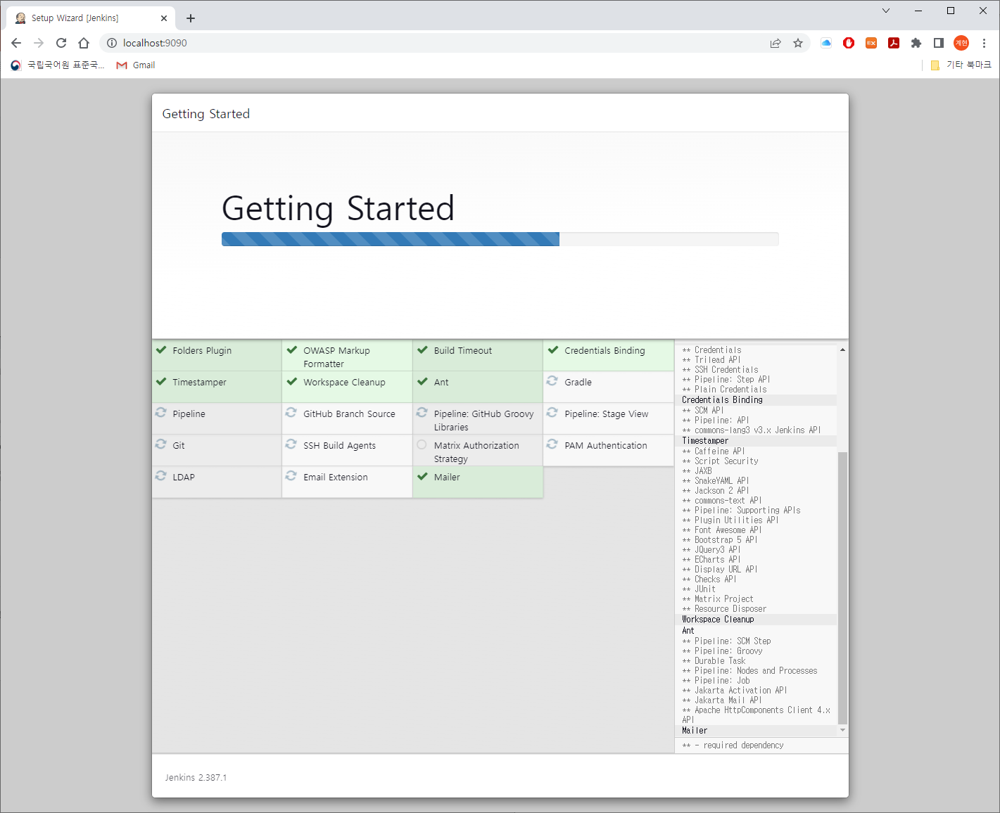 Setup Wizard [Jenkins]
localhost:9090
EX
계현
국립국어원 표준국...
Gmail
기타 북마크
Getting Started
Getting Started
Folders Plugin
OWASP Markup
Formatter
Build Timeout
Credentials Binding
Timestamper
Workspace Cleanup
Ant
Gradle
Pipeline
GitHub Branch Source
Pipeline: GitHub Groovy
Libraries
Pipeline: Stage View
Git
SSH Build Agents
Matrix Authorization
Strategy
PAM Authentication
LDAP
Email Extension
Mailer
** Credentials
** Trilead API
** SSH Credentials
** Pipeline: Step API
** Plain Credentials
Credentials Binding
** SCM API
** Pipeline: API
** commons-lang3 v3.x Jenkins API
Timestamper
** Caffeine API
** Script Security
** JAXB
** SnakeYAML API
** Jackson 2 API
** commons-text API
** Pipeline: Supporting APIs
** Plugin Utilities API
** Font Awesome API
** Bootstrap 5 API
** JQuery3 API
** ECharts API
** Display URL API
** Checks API
** JUnit
** Matrix Project
** Resource Disposer
Workspace Cleanup
Ant
** Pipeline: SCM Step
** Pipeline: Groovy
** Durable Task
** Pipeline: Nodes and Processes
** Pipeline: Job
** Jakarta Activation API
** Jakarta Mail API
** Apache HttpComponents Client 4.x
API
Mailer
** - required dependency
Jenkins 2.387.1